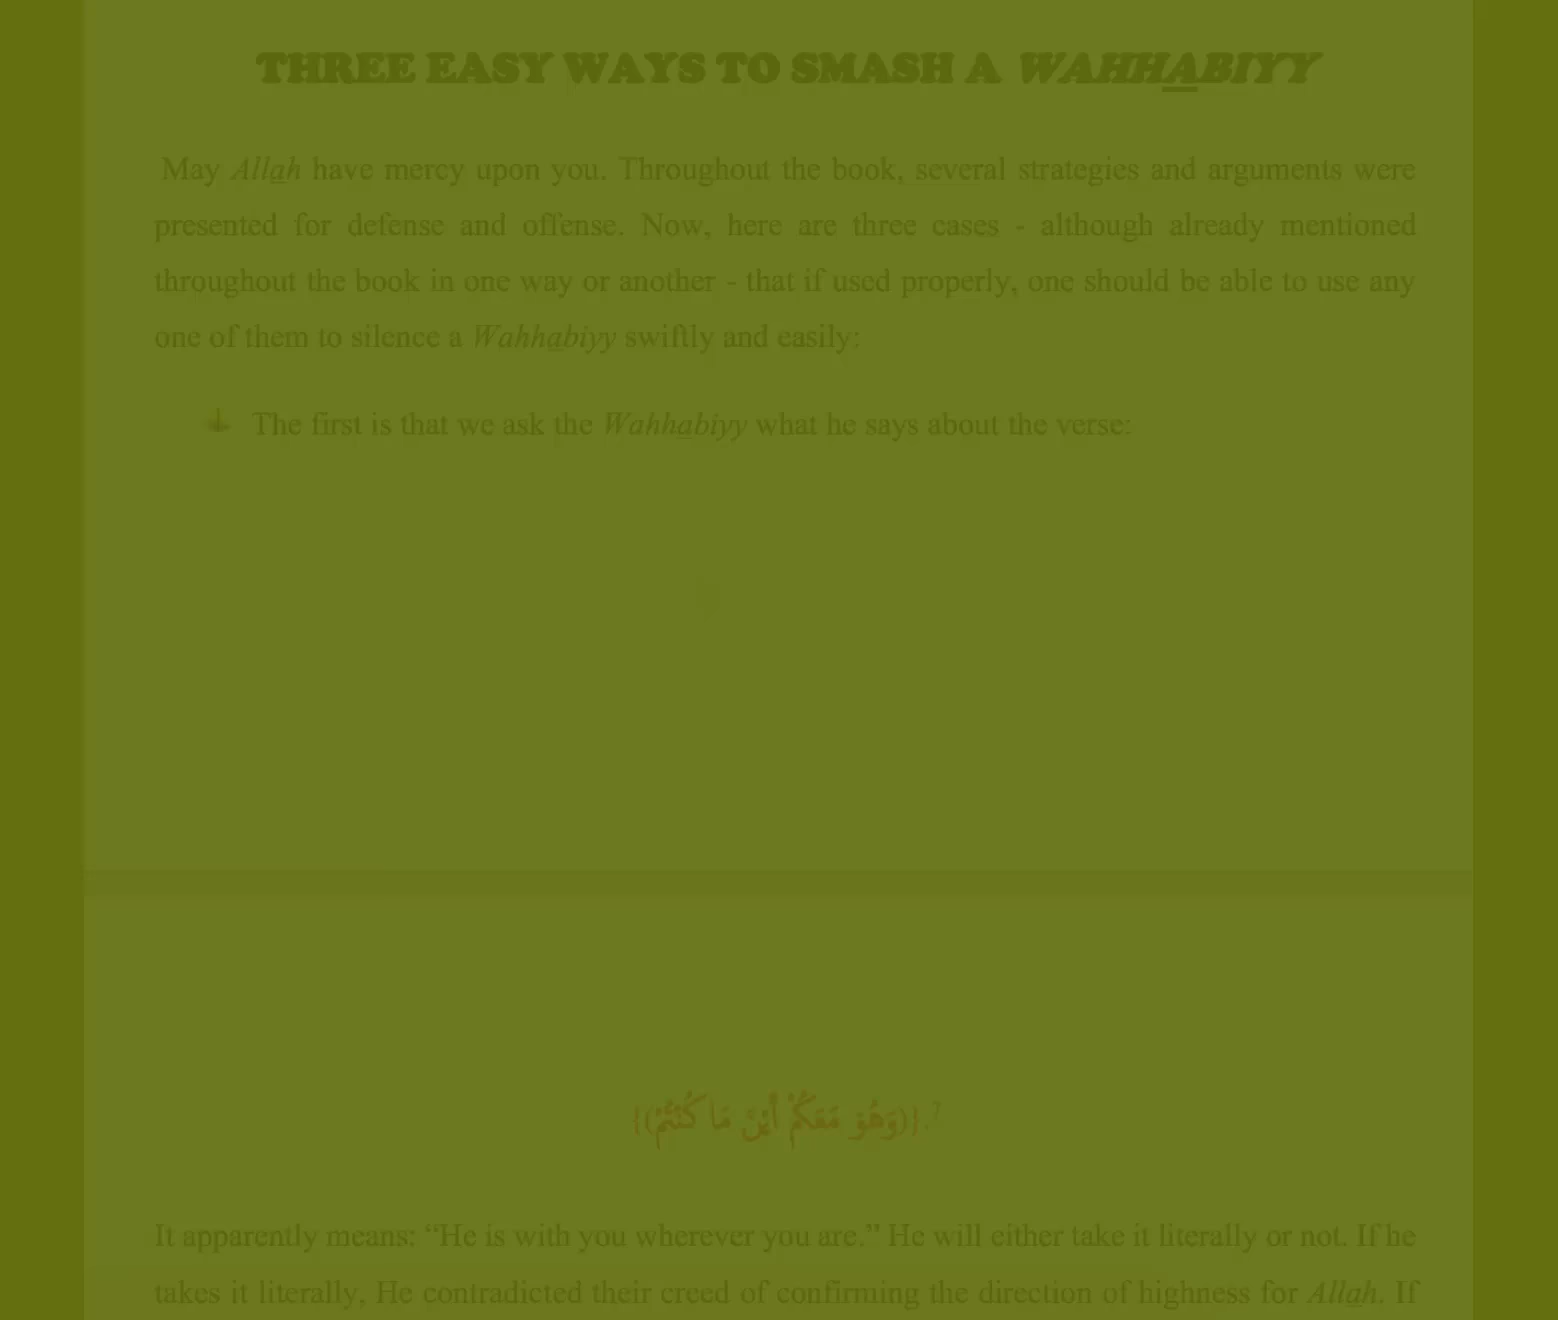 THREE EASY WAYS TO SMASH A WAHHABIYY
May Allah have mercy upon you. Throughout the book, several strategies and arguments were
presented for defense and offense. Now, here are three cases - although already mentioned
throughout the book in one way or another - that if used properly, one should be able to use any
one of them to silence a Wahhabiyy swiftly and easily:
The first is that we ask the Wahhabiyy what he says about the verse:
{(وَهُوَ مَعَكُمْ أَيْنَ مَا كُنْتُمْ)}.⁷
It apparently means: “He is with you wherever you are.” He will either take it literally or not. If he
takes it literally, He contradicted their creed of confirming the direction of highness for Allah. If